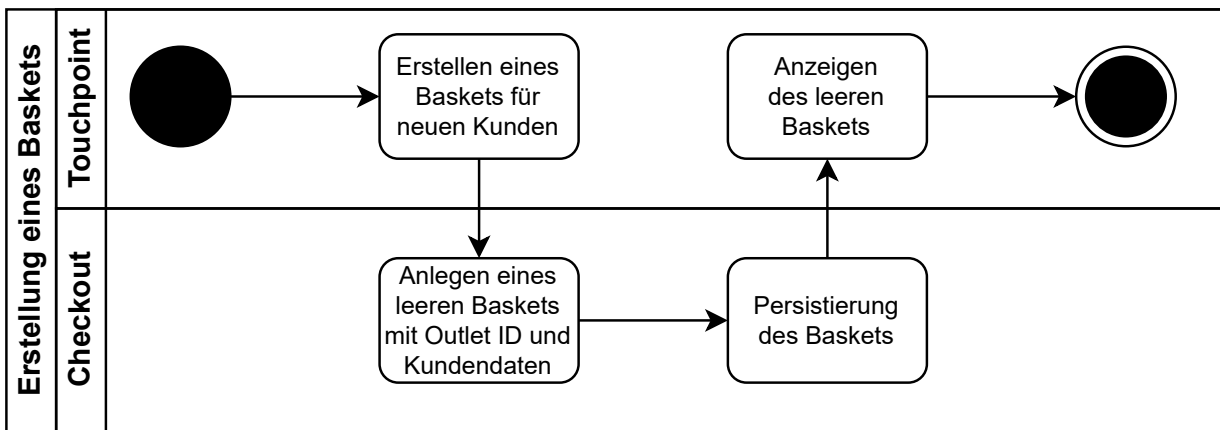 Erstellung eines Baskets
Touchpoint
Erstellen eines
Baskets für
neuen Kunden
Anzeigen
des leeren
Baskets
Checkout
Anlegen eines
leeren Baskets
mit Outlet ID und
Kundendaten
Persistierung
des Baskets